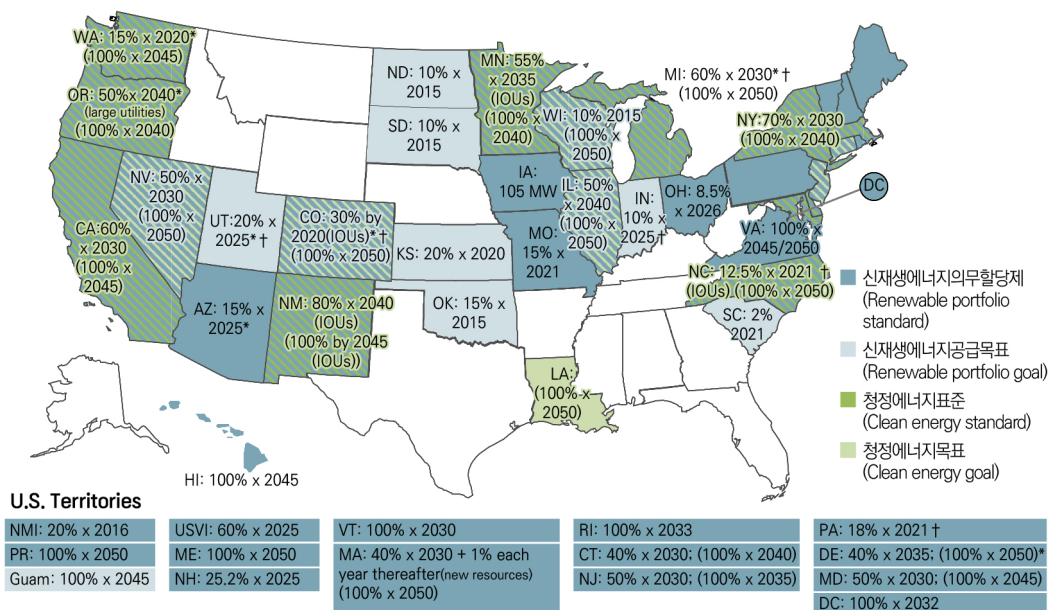 WA: 15% x 2020*
(100% x 2045)
OR: 50%x 2040*
(large utilities)
(100% x 2040)
CA:60%
x 2030
(100% x
2045)
NV: 50% x
2030
(100% x
2050)
UT:20% x
2025*†
AZ: 15% x
2025*
CO: 30% by
2020(IOUs)*†
(100% x 2050)
NM: 80% x 2040
(IOUs)
(100% by 2045
(IOUs))
ND: 10% x
2015
SD: 10% x
2015
KS: 20% x 2020
OK: 15% x
2015
MN: 55%
x 2035
(IOUs)
(100% x
2040)
IA:
105 MW
MO:
15% x
2021
LA:
(100% x
2050)
WI: 10% 2015
(100% x
2050)
IL: 50%
x 2040
(100% x
2050)
MI: 60% x 2030*†
(100% x 2050)
IN:
10% x
2025†
OH: 8.5%
x 2026
NY:70% x 2030
(100% x 2040)
DC
VA: 100% x
2045/2050
NC: 12.5% x 2021 †
(IOUs) (100% x 2050)
SC: 2%
2021
HI: 100% x 2045
신재생에너지의무할당제
(Renewable portfolio
standard)
신재생에너지공급목표
(Renewable portfolio goal)
청정에너지표준
(Clean energy standard)
청정에너지목표
(Clean energy goal)
U.S. Territories
NMI: 20% x 2016
PR: 100% x 2050
Guam: 100% x 2045
USVI: 60% x 2025
ME: 100% x 2050
NH: 25.2% x 2025
VT: 100% x 2030
MA: 40% x 2030 + 1% each
year thereafter(new resources)
(100% x 2050)
RI: 100% x 2033
CT: 40% x 2030; (100% x 2040)
NJ: 50% x 2030; (100% x 2035)
PA: 18% x 2021 †
DE: 40% x 2035; (100% x 2050)*
MD: 50% x 2030; (100% x 2045)
DC: 100% x 2032